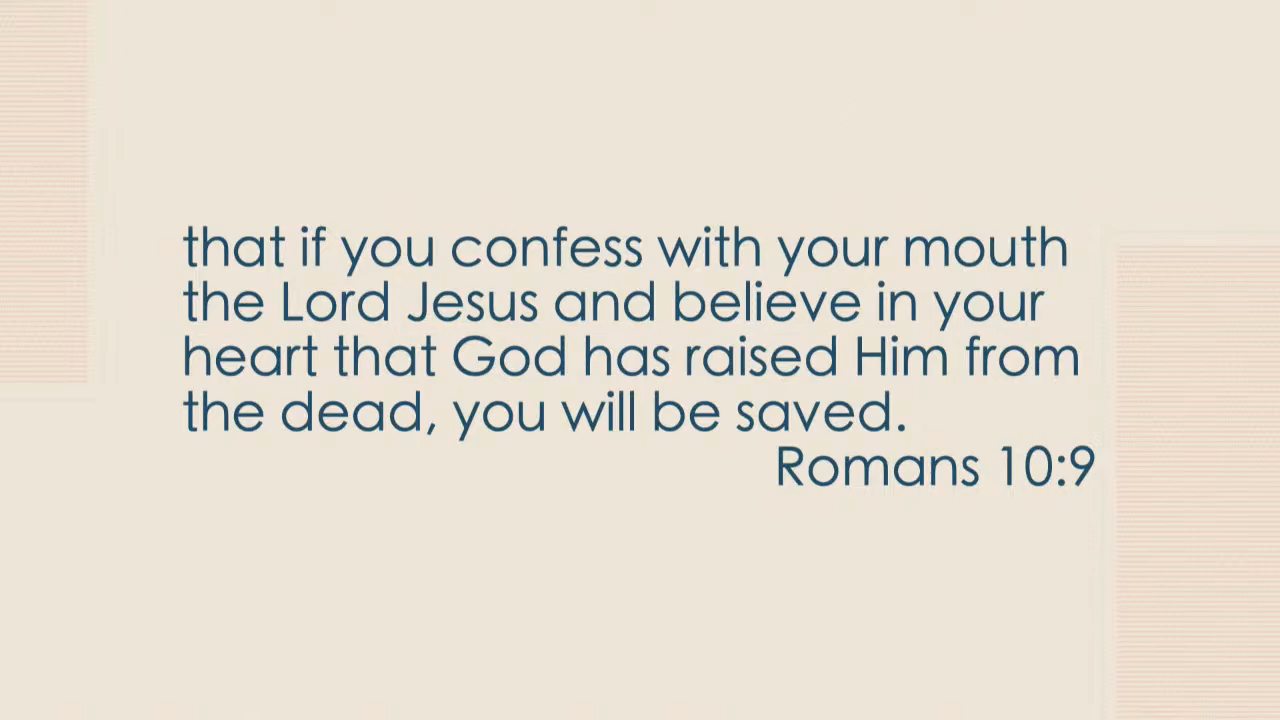 that if you confess with your mouth
the Lord Jesus and believe in your
heart that God has raised Him from
the dead, you will be saved.
Romans 10:9